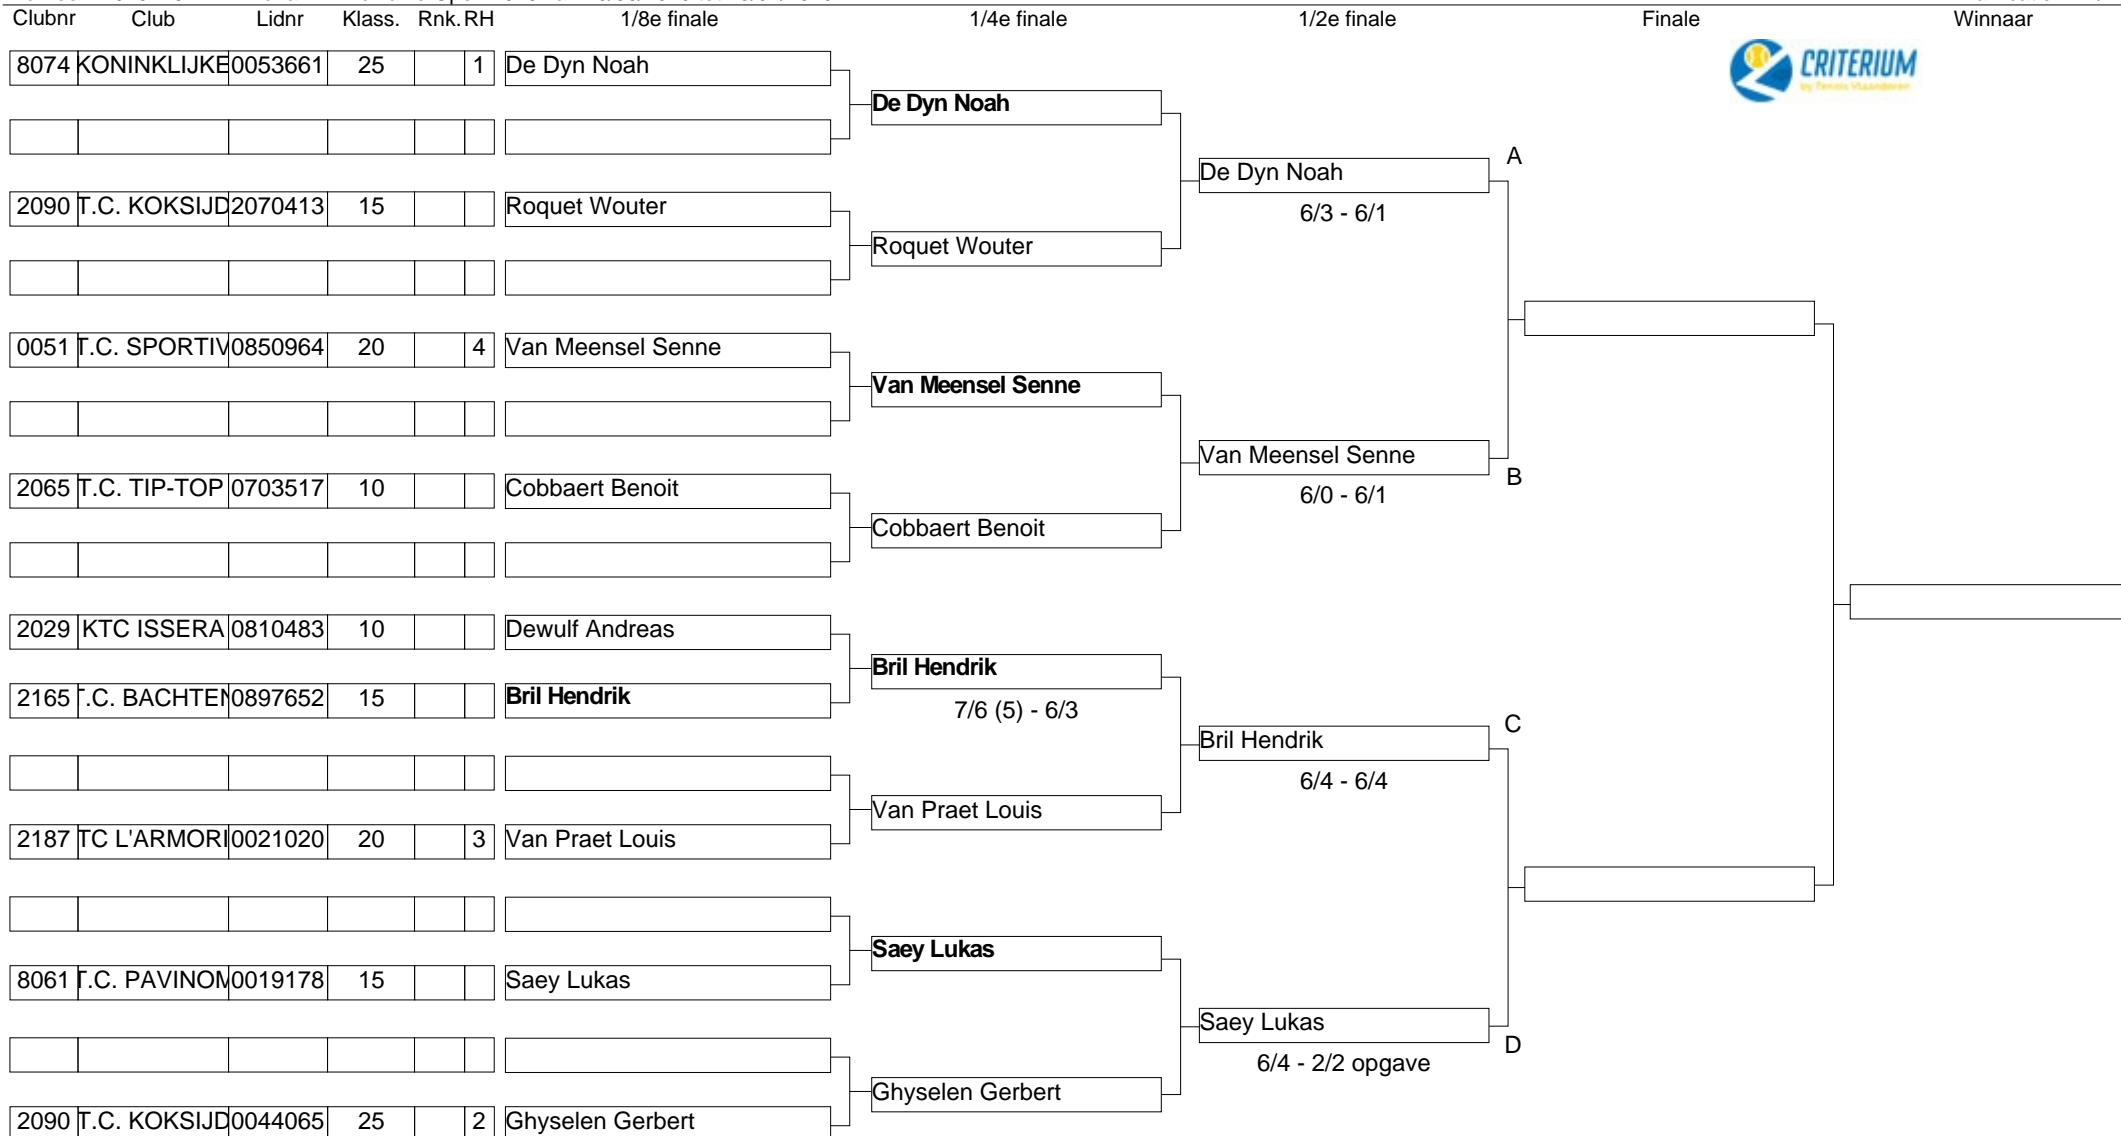 Clubnr Club Lidnr Klass. Rnk. RH 1/8e finale 1/4e finale 1/2e finale Finale Winnaar
CRITERIUM
by Tennis Vlaanderen
8074 KONINKLIJKE 0053661 25 1 De Dyn Noah
De Dyn Noah
De Dyn Noah A
6/3 - 6/1
2090 T.C. KOKSIJD 2070413 15 Roquet Wouter
Roquet Wouter
0051 T.C. SPORTIV 0850964 20 4 Van Meensel Senne
Van Meensel Senne
Van Meensel Senne B
6/0 - 6/1
2065 T.C. TIP-TOP 0703517 10 Cobbaert Benoit
Cobbaert Benoit
2029 KTC ISSERA 0810483 10 Dewulf Andreas
Bril Hendrik
7/6 (5) - 6/3
2165 .C. BACHTEN 0897652 15 Bril Hendrik
Bril Hendrik C
6/4 - 6/4
Van Praet Louis
2187 TC L'ARMORI 0021020 20 3 Van Praet Louis
Saey Lukas
8061 T.C. PAVINOM 0019178 15 Saey Lukas
Saey Lukas D
6/4 - 2/2 opgave
Ghyselen Gerbert
2090 T.C. KOKSIJD 0044065 25 2 Ghyselen Gerbert